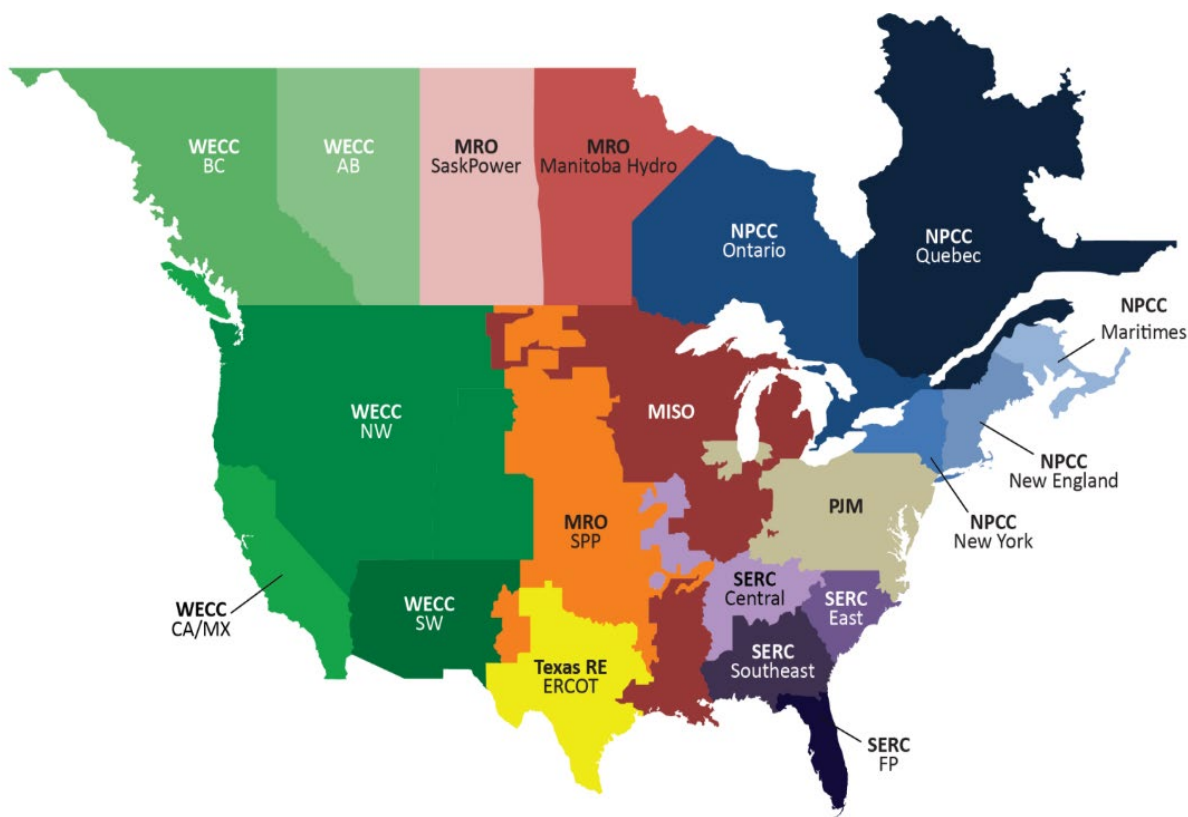 WECC
BC
WECC
AB
MRO
SaskPower
MRO
Manitoba Hydro
NPCC
Ontario
NPCC
Quebec
NPCC
Maritimes
WECC
NW
MISO
NPCC
New England
PJM
NPCC
New York
MRO
SPP
WECC
CA/MX
WECC
SW
SERC
Central
SERC
East
SERC
Southeast
Texas RE
ERCOT
SERC
FP